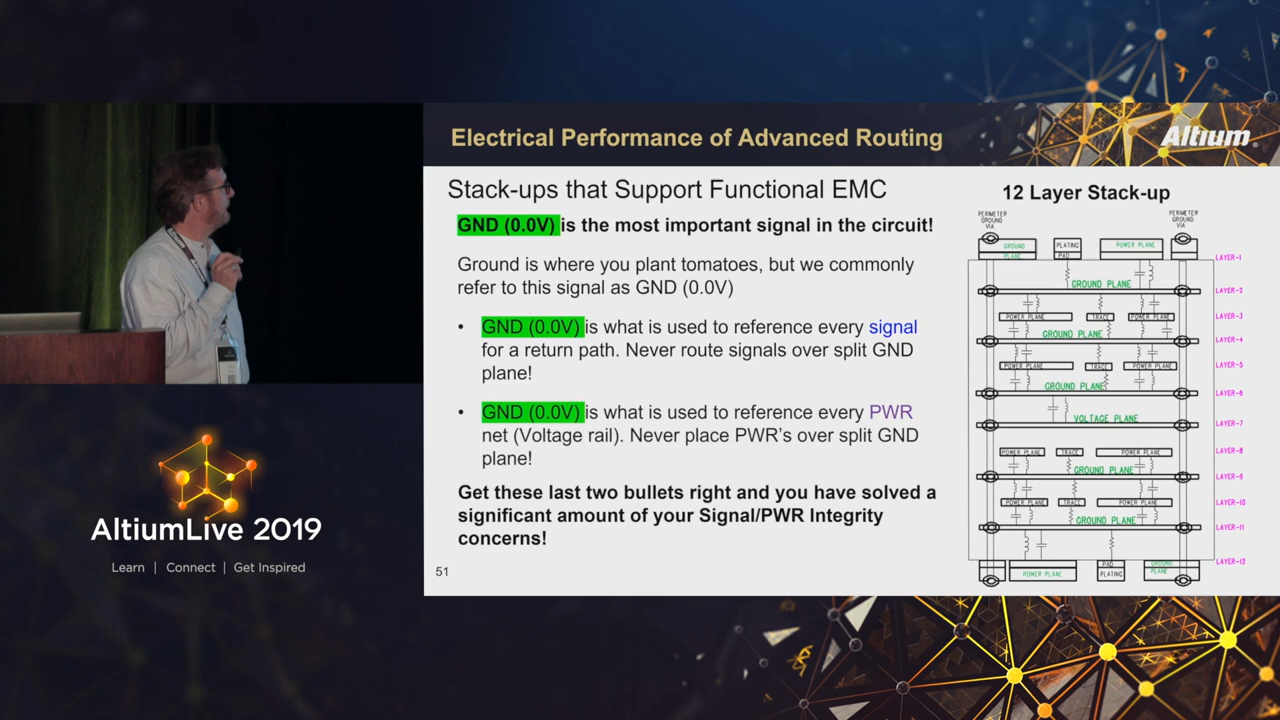 Electrical Performance of Advanced Routing
Altium
Stack-ups that Support Functional EMC
GND (0.0V) is the most important signal in the circuit!
Ground is where you plant tomatoes, but we commonly
refer to this signal as GND (0.0V)
• GND (0.0V) is what is used to reference every signal
for a return path. Never route signals over split GND
plane!
• GND (0.0V) is what is used to reference every PWR
net (Voltage rail). Never place PWR's over split GND
plane!
Get these last two bullets right and you have solved a
significant amount of your Signal/PWR Integrity
concerns!
51
12 Layer Stack-up
PERIMETER
GROUND
VIA
PERIMETER
GROUND
VIA
GROUND
PLANE
PLATING
PAD
POWER PLANE
LAYER-1
GROUND PLANE
LAYER-2
POWER PLANE
TRACE
POWER PLANE
LAYER-3
GROUND PLANE
LAYER-4
POWER PLANE
TRACE
POWER PLANE
LAYER-5
GROUND PLANE
LAYER-6
VOLTAGE PLANE
LAYER-7
POWER PLANE
TRACE
POWER PLANE
LAYER-8
GROUND PLANE
LAYER-9
POWER PLANE
TRACE
POWER PLANE
LAYER-10
GROUND PLANE
LAYER-11
LAYER-12
POWER PLANE
PAD
PLATING
GROUND
PLANE
AltiumLive 2019
Learn | Connect | Get Inspired